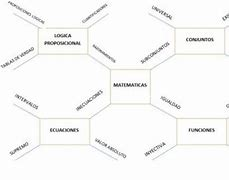 PROPOSICIONES LOGICAS
CUANTIFICADORES
LOGICA
PROPOSICIONAL
TABLAS DE VERDAD
RAZONAMIENTOS
UNIVERSAL
CONJUNTOS
SUBCONJUNTOS
MATEMATICAS
INTERVALOS
INECUACIONES
ECUACIONES
SUPREMO
VALOR ABSOLUTO
IGUALDAD
FUNCIONES
INYECTIVA